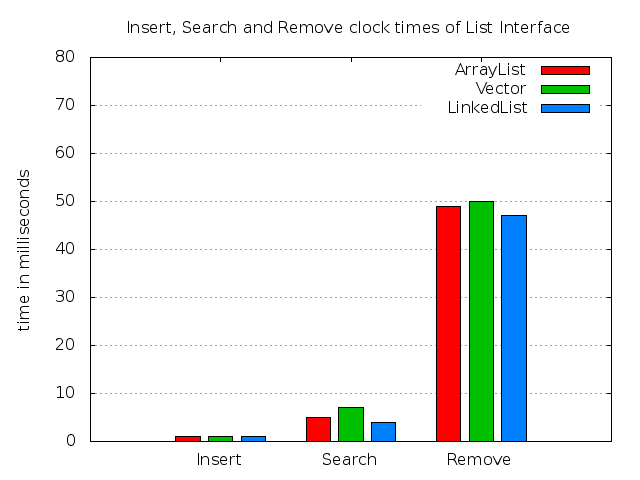 Insert, Search and Remove clock times of List Interface
80
70
60
50
40
30
20
10
0
time in milliseconds
ArrayList
Vector
LinkedList
Insert Search Remove